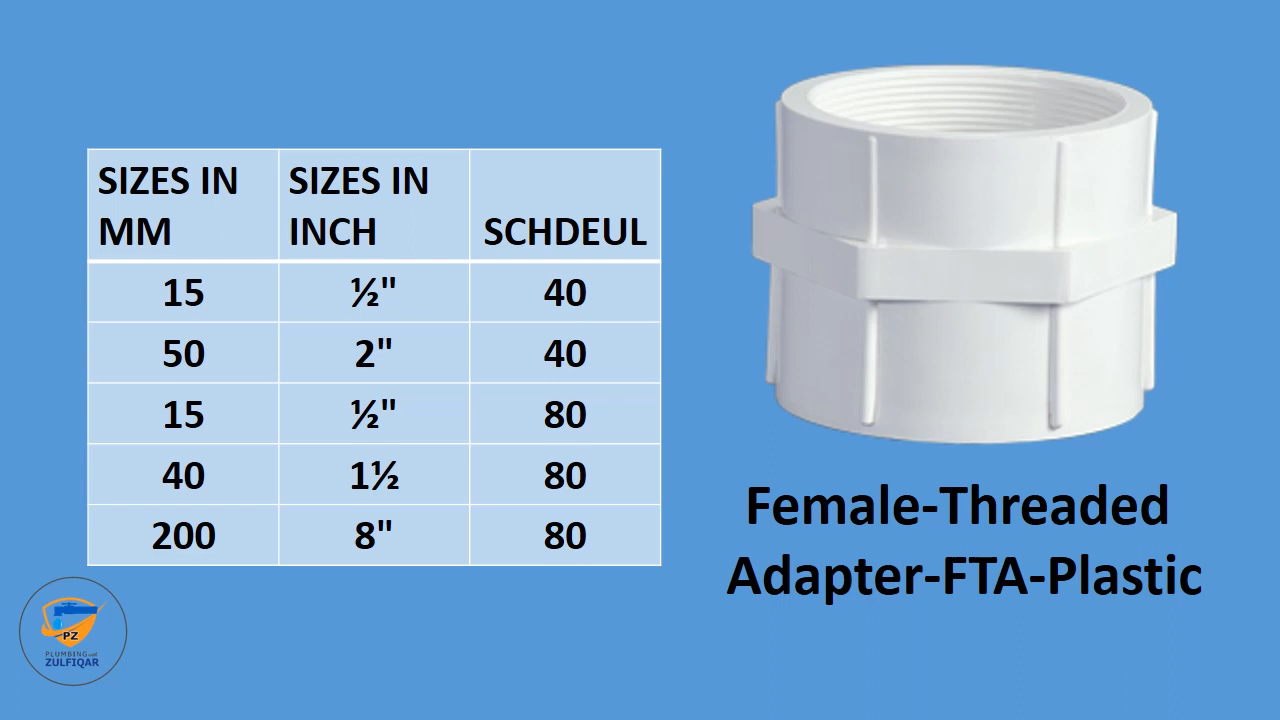 SIZES IN MM SIZES IN INCH SCHDEUL
15 ½" 40
50 2" 40
15 ½" 80
40 1½ 80
200 8" 80
Female-Threaded
Adapter-FTA-Plastic
PZ
PLUMBING with
ZULFIQAR